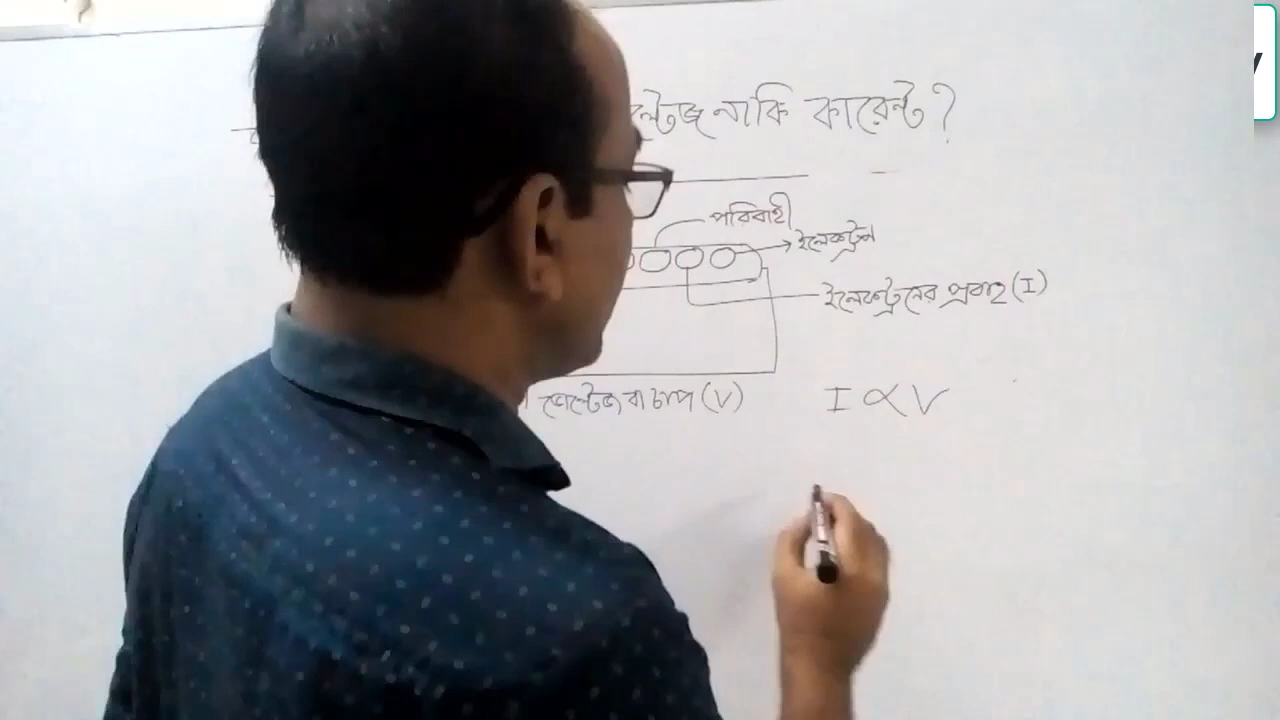 নাকি কারেন্ট?
পরিবাহী
ইলেকট্রন
ইলেকট্রনের প্রবাহ (I)
ভোল্টেজ বা চাপ (V)
I ∝ V